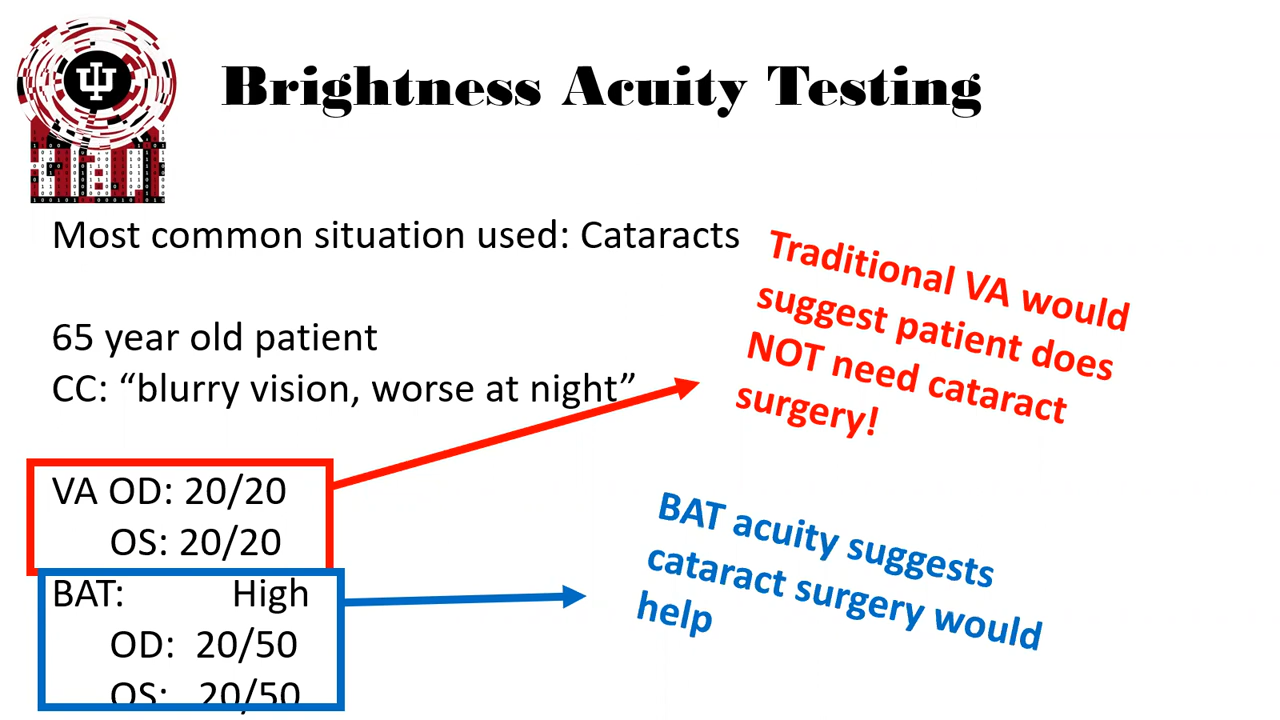 Brightness Acuity Testing
Most common situation used: Cataracts
65 year old patient
CC: “blurry vision, worse at night”
VA OD: 20/20
OS: 20/20
BAT: High
OD: 20/50
OS: 20/50
Traditional VA would
suggest patient does
NOT need cataract
surgery!
BAT acuity suggests
cataract surgery would
help